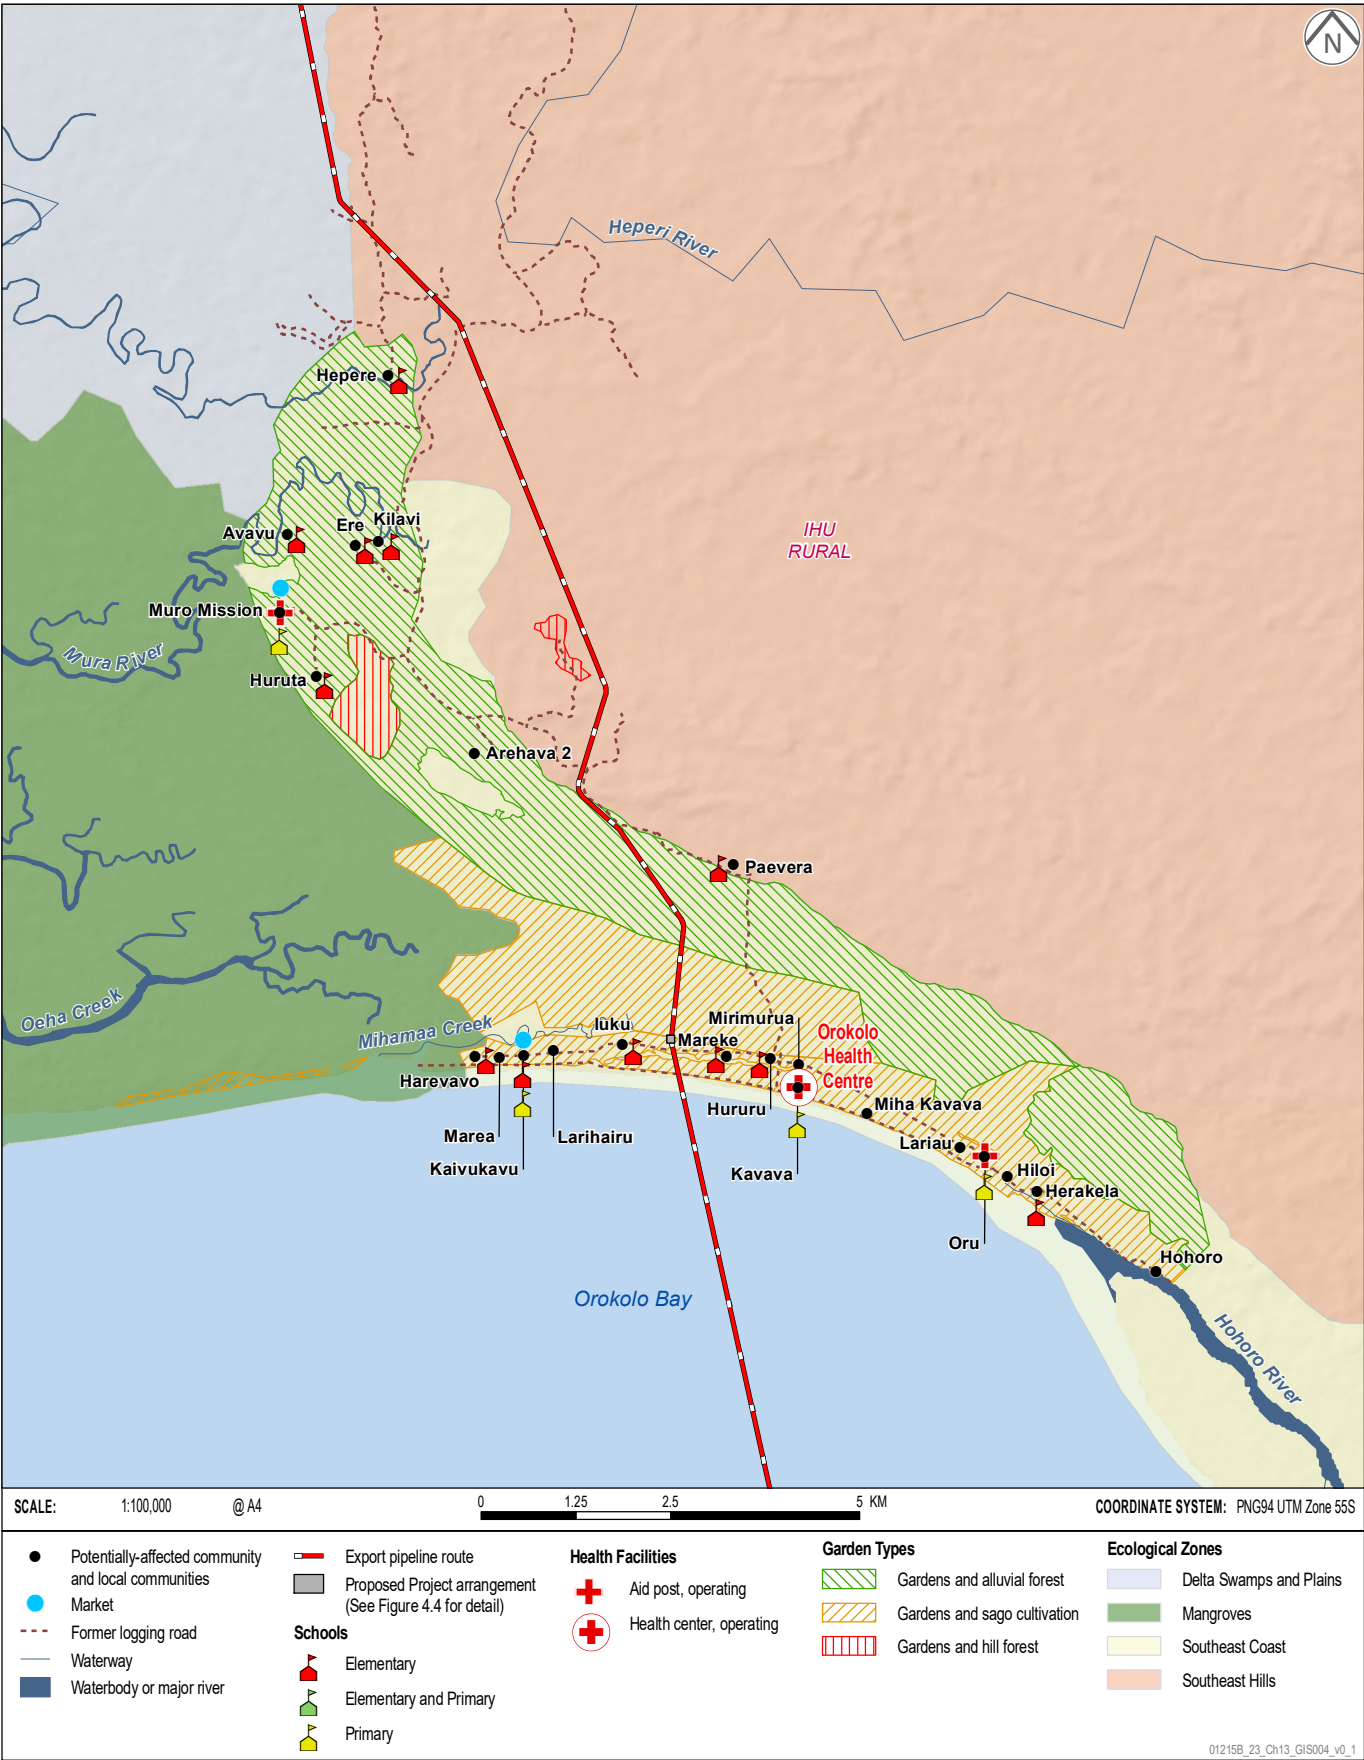 N
Heperi River
Hepere
IHU
RURAL
Avavu
Ere
Kilavi
Muro Mission
Mura River
Huruta
Arehava 2
Paevera
Oeha Creek
Mihamaa Creek
Iuku
Mareke
Mirimurua
Orokolo
Health
Centre
Harevavo
Marea
Larihairu
Kaivukavu
Hururu
Kavava
Miha Kavava
Lariau
Hiloi
Herakela
Oru
Hohoro
Orokolo Bay
Hohoro River
SCALE: 1:100,000 @ A4
0 1.25 2.5 5 KM
COORDINATE SYSTEM: PNG94 UTM Zone 55S
Potentially-affected community
and local communities
Market
Former logging road
Waterway
Waterbody or major river
Export pipeline route
Proposed Project arrangement
(See Figure 4.4 for detail)
Schools
Elementary
Elementary and Primary
Primary
Health Facilities
Aid post, operating
Health center, operating
Garden Types
Gardens and alluvial forest
Gardens and sago cultivation
Gardens and hill forest
Ecological Zones
Delta Swamps and Plains
Mangroves
Southeast Coast
Southeast Hills
01215B_23_Ch13_GIS004_v0_1